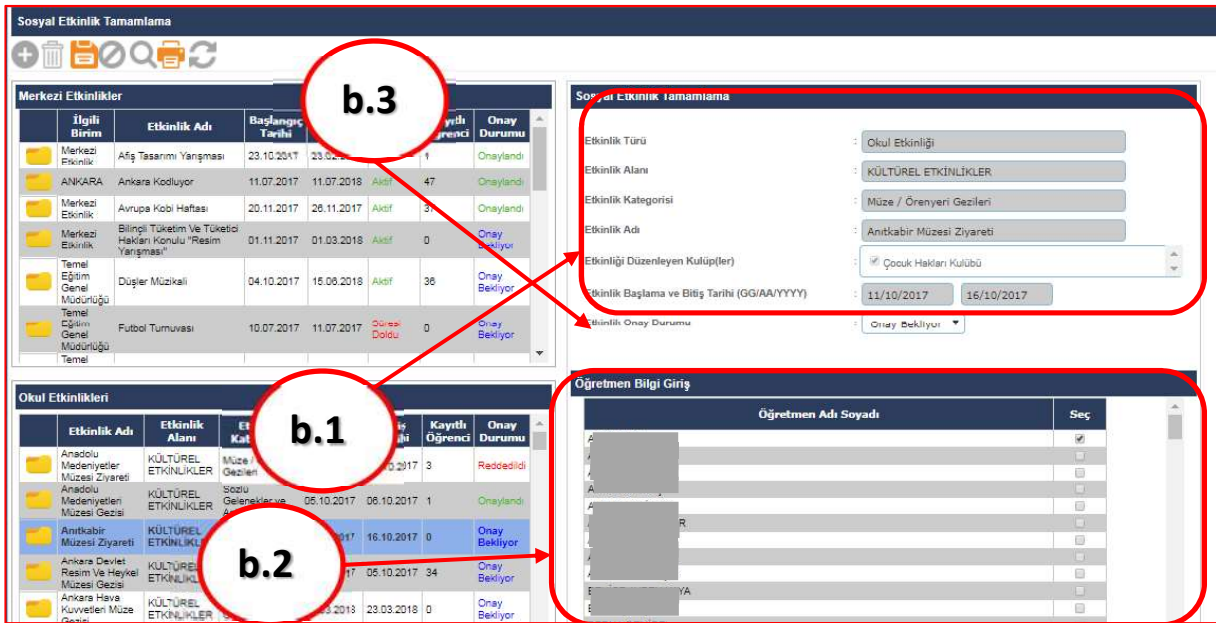 Sosyal Etkinlik Tamamlama
Merkezi Etkinlikler
İlgili Birim Etkinlik Adı Başlangıç Tarihi Onay Durumu
Merkezi Etkinlik Afiş Tasarımı Yarışması 23.10.2017 1 Onaylandı
ANKARA Ankara Kodluyor 11.07.2017 11.07.2018 Aktif 47 Onaylandı
Merkezi Etkinlik Avrupa Kobi Haftası 20.11.2017 26.11.2017 Aktif 37 Onaylandı
Merkezi Etkinlik Bilinçli Tüketim Ve Tüketici Hakları Konulu "Resim Yarışması" 01.11.2017 01.03.2018 Aktif 0 Onay Bekliyor
Temel Eğitim Genel Müdürlüğü Düşler Müzikali 04.10.2017 15.06.2018 Aktif 36 Onay Bekliyor
Temel Eğitim Genel Müdürlüğü Futbol Turnuvası 10.07.2017 11.07.2017 Süresi Doldu 0 Onay Bekliyor
Temel
b.3
Sosyal Etkinlik Tamamlama
Etkinlik Türü : Okul Etkinliği
Etkinlik Alanı : KÜLTÜREL ETKİNLİKLER
Etkinlik Kategorisi : Müze / Örenyeri Gezileri
Etkinlik Adı : Anıtkabir Müzesi Ziyareti
Etkinliği Düzenleyen Kulüp(ler) : Çocuk Hakları Kulübü
Etkinlik Başlama ve Bitiş Tarihi (GG/AA/YYYY) : 11/10/2017 16/10/2017
Etkinlik Onay Durumu : Onay Bekliyor
Okul Etkinlikleri
Etkinlik Adı Etkinlik Alanı Kayıtlı Öğrenci Onay Durumu
Anadolu Medeniyetler Müzesi Ziyareti KÜLTÜREL ETKİNLİKLER Müze / Gezileri 3 Reddedildi
Anadolu Medeniyetleri Müzesi Gezisi KÜLTÜREL ETKİNLİKLER Sözlü Gelenekler ve 05.10.2017 06.10.2017 1 Onaylandı
Anıtkabir Müzesi Ziyareti KÜLTÜREL ETKİNLİKLER 16.10.2017 0 Onay Bekliyor
Ankara Devlet Resim Ve Heykel Müzesi Gezisi KÜLTÜREL 05.10.2017 34 Onay Bekliyor
Ankara Hava Kuvvetleri Müze Gezisi KÜLTÜREL ETKİNLİKLER 23.03.2018 0 Onay Bekliyor
b.1
b.2
Öğretmen Bilgi Giriş
Öğretmen Adı Soyadı Seç